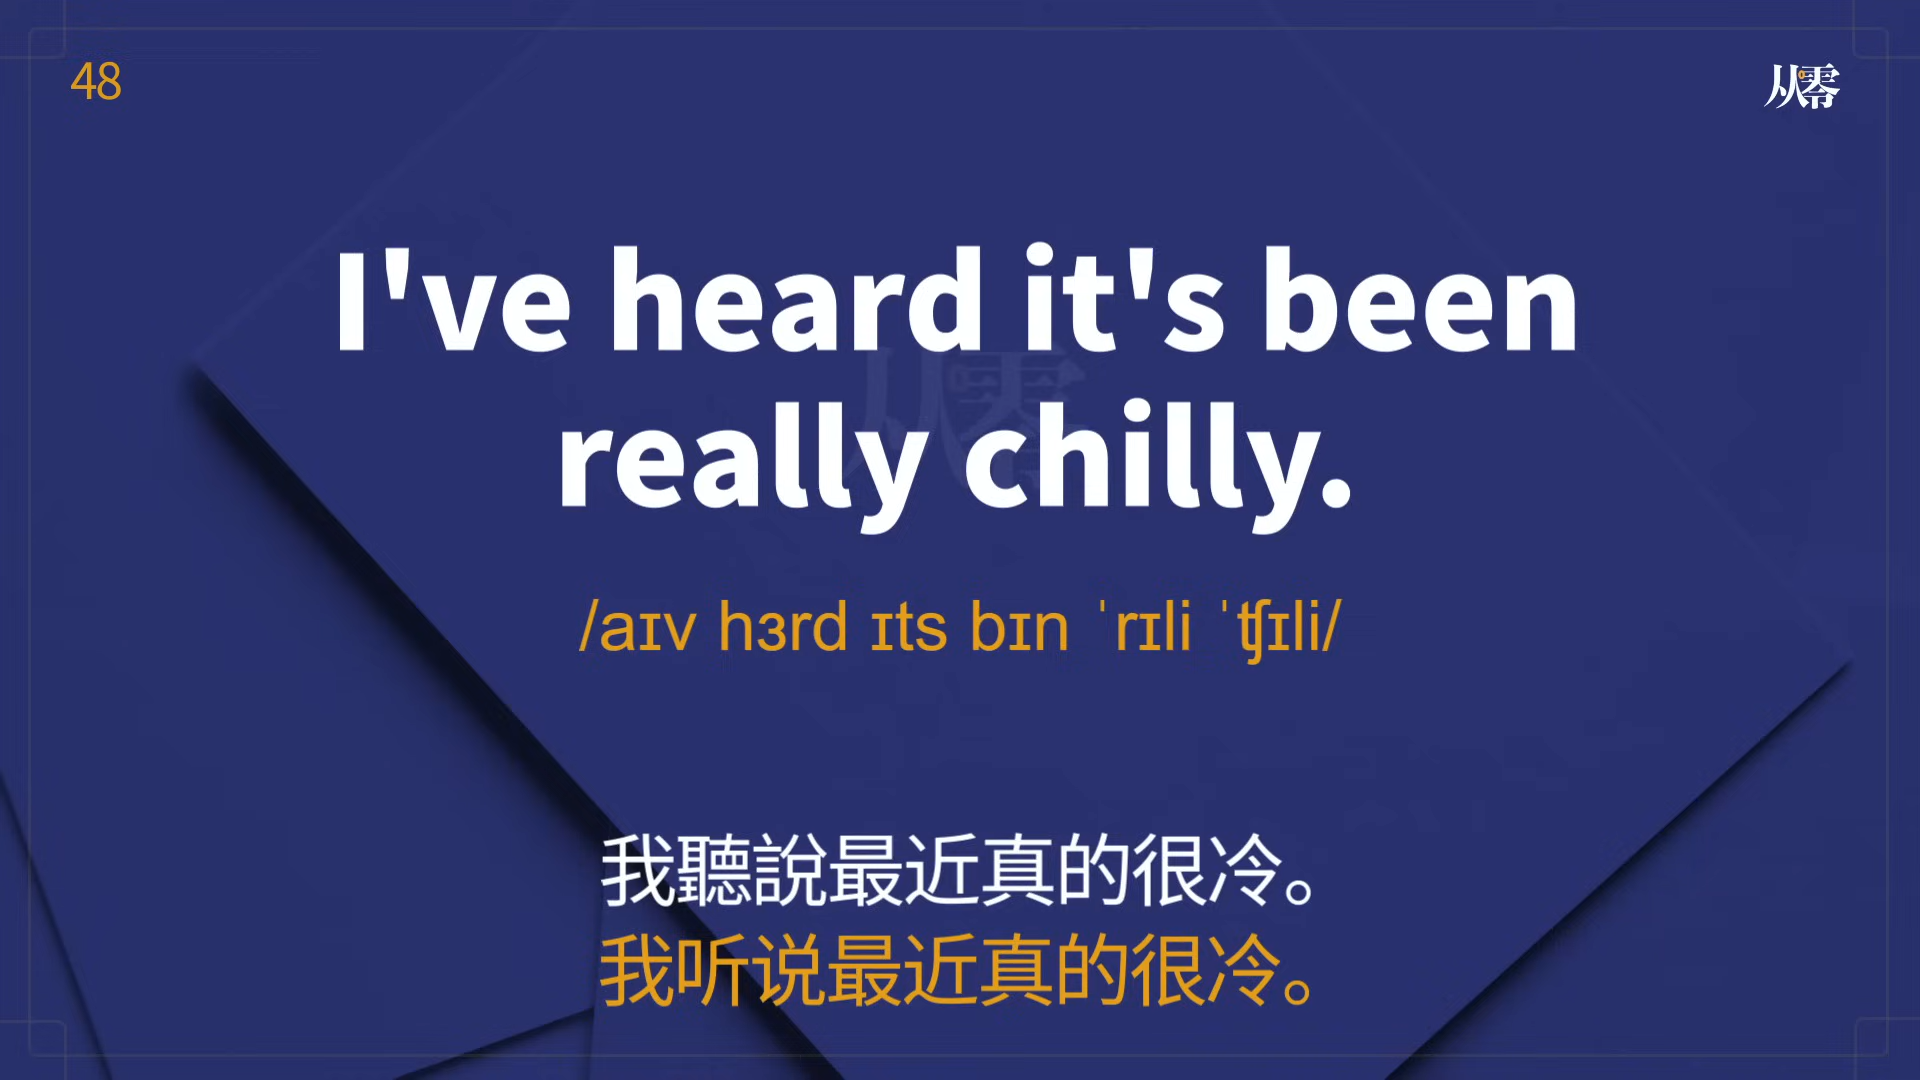 48
从零
I've heard it's been
really chilly.
/aɪv hɜrd ɪts bɪn ˈrɪli ˈʧɪli/
我聽說最近真的很冷。
我听说最近真的很冷。